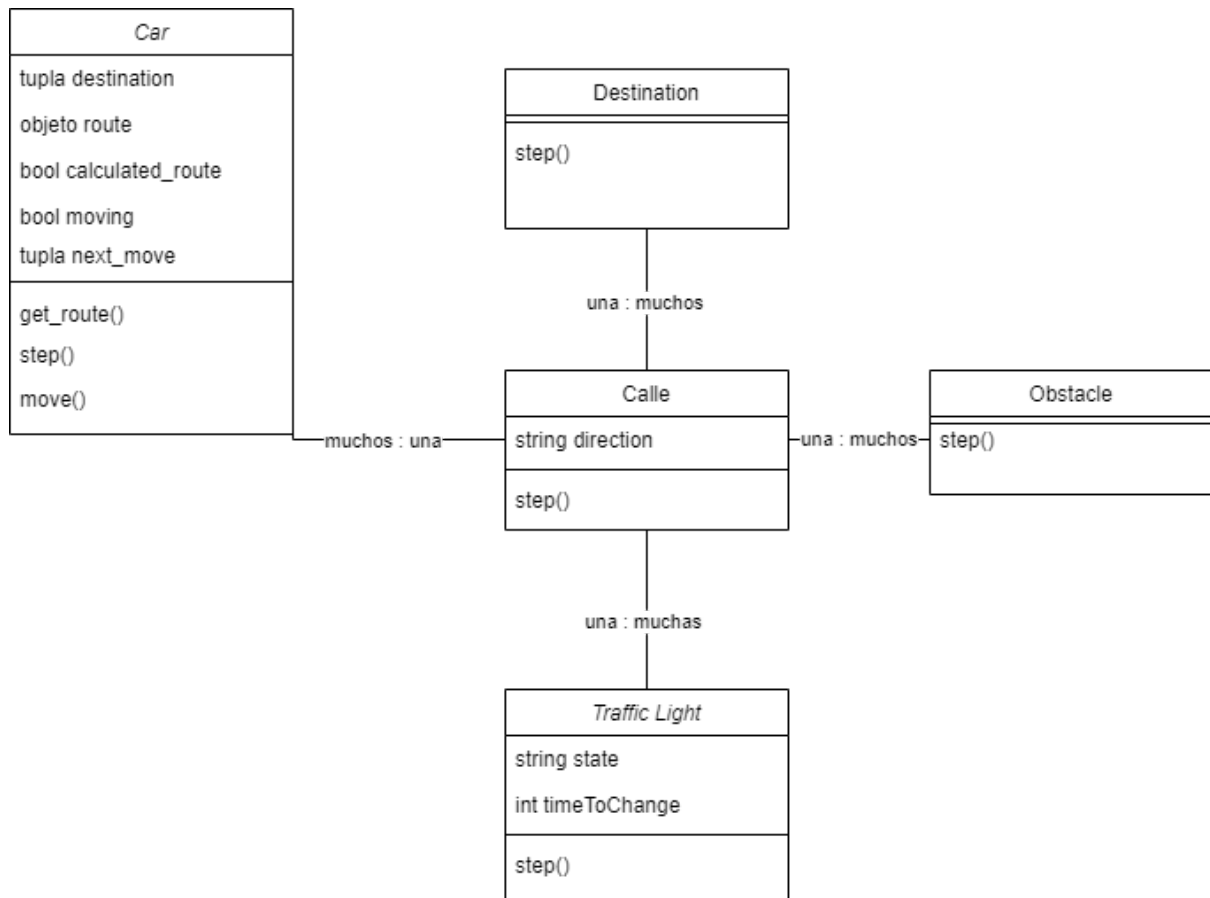 Car
tupla destination
objeto route
bool calculated_route
bool moving
tupla next_move
get_route()
step()
move()
Destination
step()
una : muchos
Calle
string direction
step()
muchos : una
una : muchos
Obstacle
step()
una : muchas
Traffic Light
string state
int timeToChange
step()